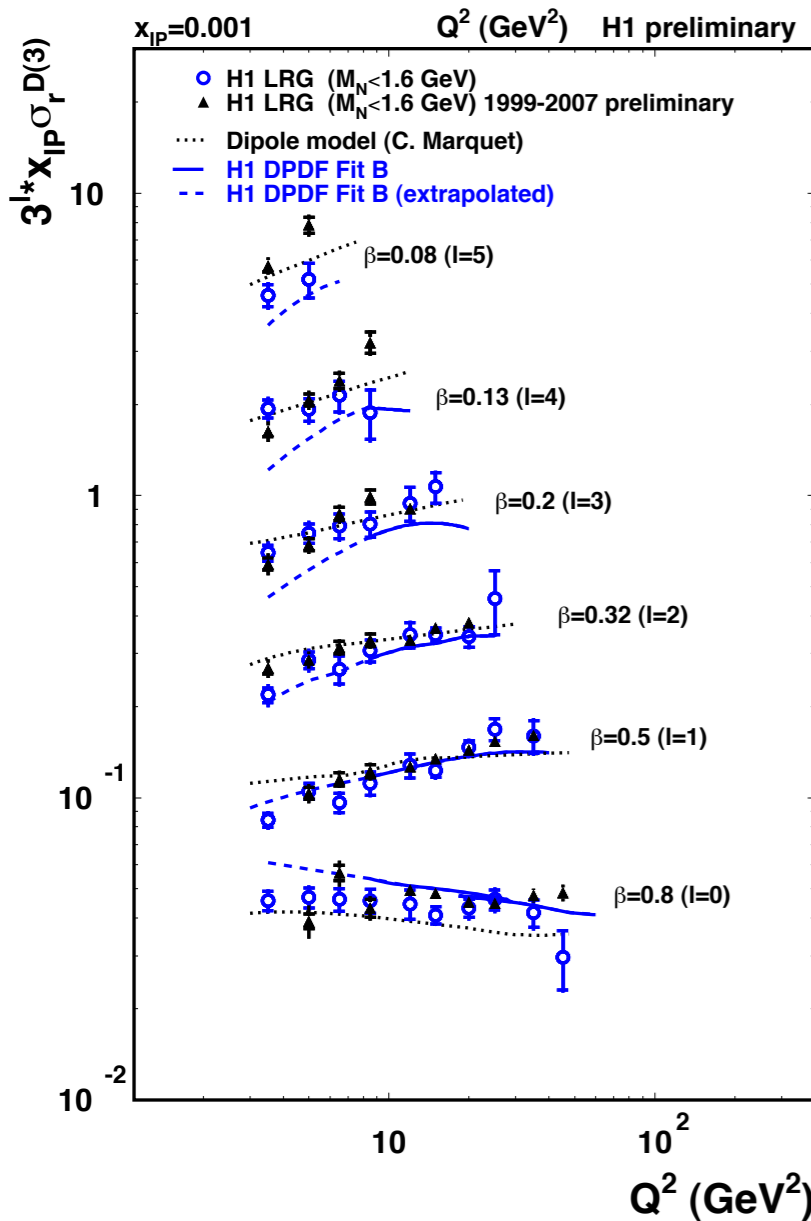 x_IP=0.001 Q² (GeV²) H1 preliminary
H1 LRG (M_N<1.6 GeV)
H1 LRG (M_N<1.6 GeV) 1999-2007 preliminary
Dipole model (C. Marquet)
H1 DPDF Fit B
H1 DPDF Fit B (extrapolated)
3^l* x_IP σ_r^D(3)
10
β=0.08 (l=5)
β=0.13 (l=4)
1
β=0.2 (l=3)
β=0.32 (l=2)
β=0.5 (l=1)
10^-1
β=0.8 (l=0)
10^-2
10 10²
Q² (GeV²)